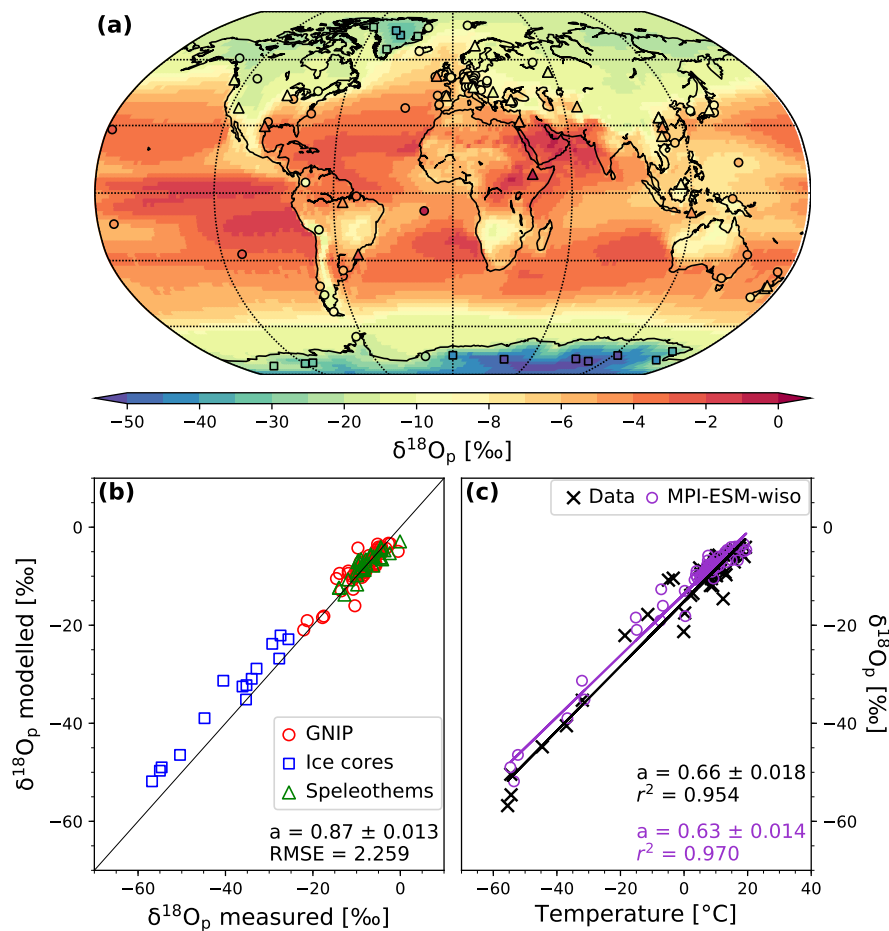 (a)
−50 −40 −30 −20 −10 −8 −6 −4 −2 0
δ¹⁸Oₚ [‰]
(b)
0
−20
−40
−60
δ¹⁸Oₚ modelled [‰]
GNIP
Ice cores
Speleothems
a = 0.87 ± 0.013
RMSE = 2.259
−60 −40 −20 0
δ¹⁸Oₚ measured [‰]
(c)
Data MPI-ESM-wiso
0
−20
−40
−60
δ¹⁸Oₚ [‰]
a = 0.66 ± 0.018
r² = 0.954
a = 0.63 ± 0.014
r² = 0.970
−60 −40 −20 0 20 40
Temperature [°C]